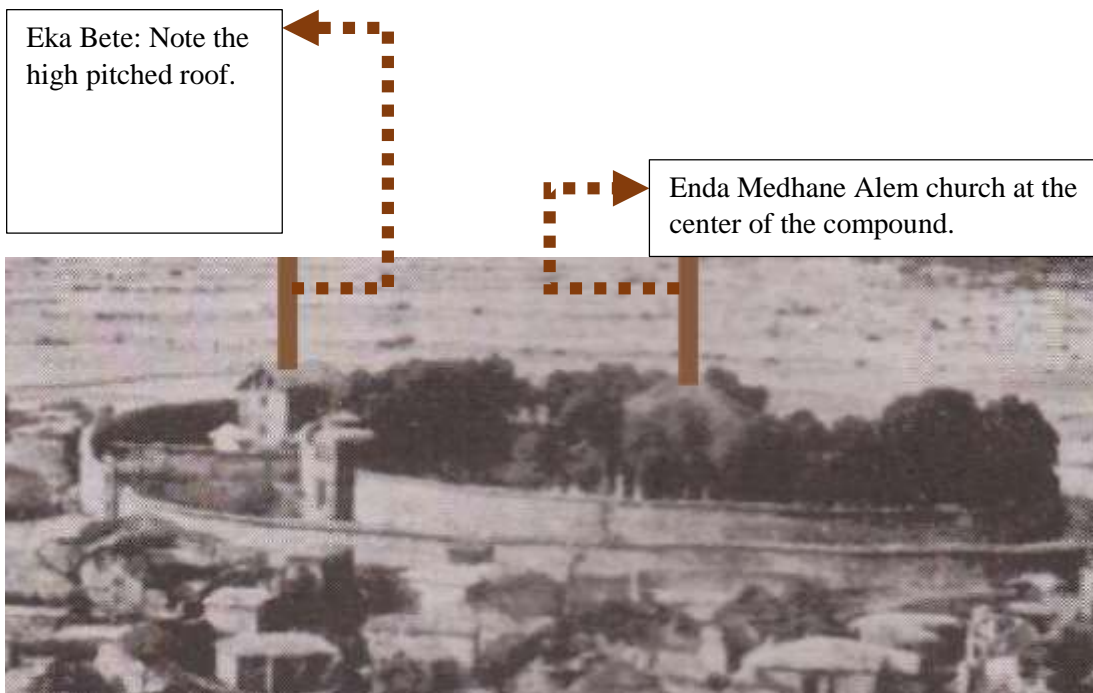 Eka Bete: Note the
high pitched roof.
Enda Medhane Alem church at the
center of the compound.